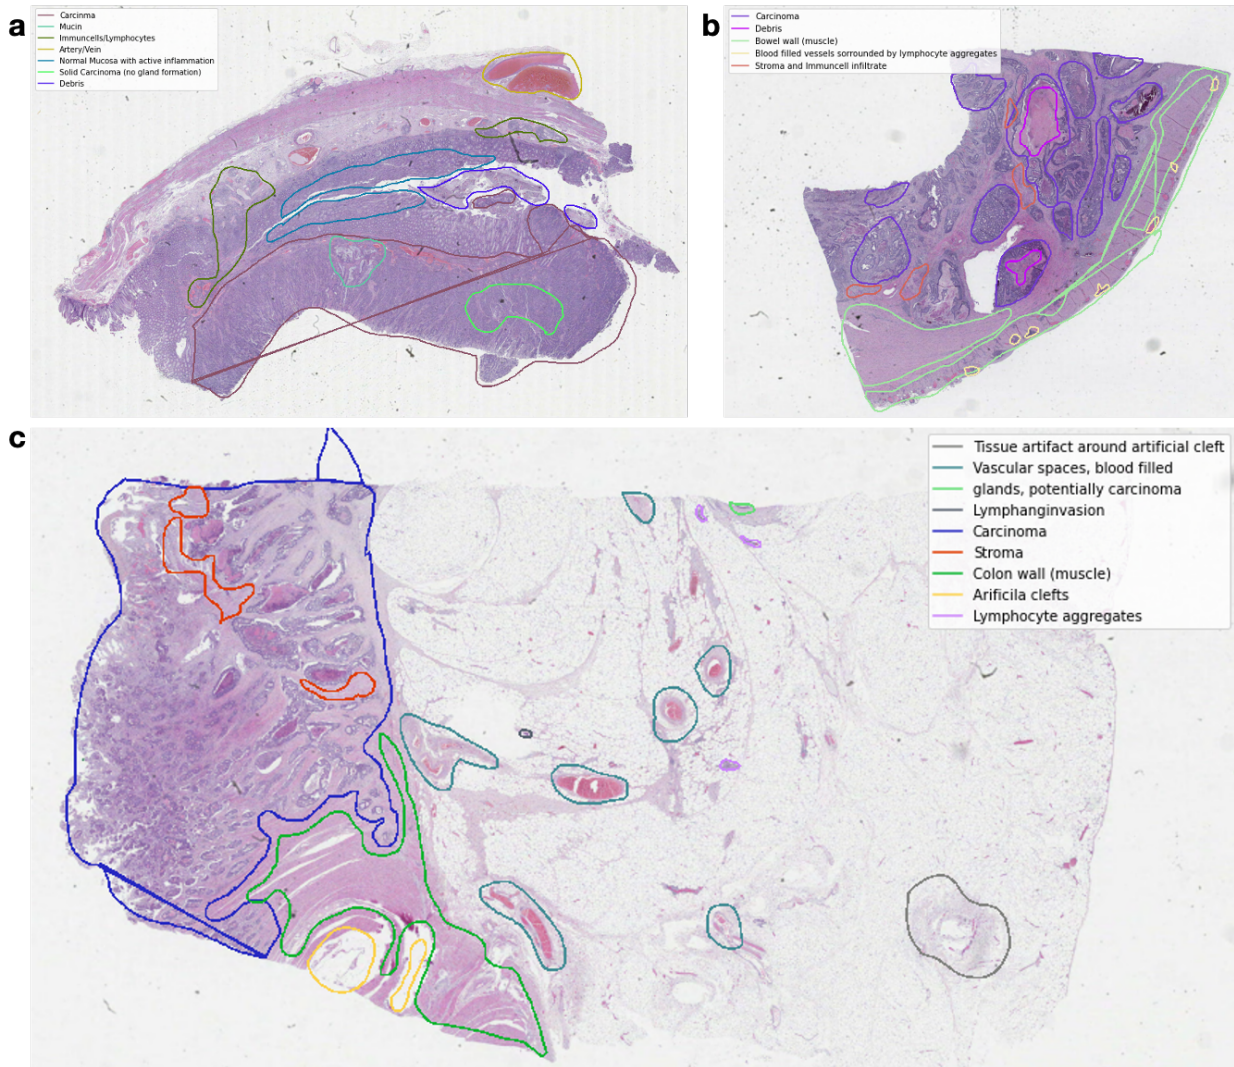 a
Carcinma
Mucin
Immuncells/Lymphocytes
Artery/Vein
Normal Mucosa with active inflammation
Solid Carcinoma (no gland formation)
Debris
b
Carcinoma
Debris
Bowel wall (muscle)
Blood filled vessels sorrounded by lymphocyte aggregates
Stroma and Immuncell infiltrate
c
Tissue artifact around artificial cleft
Vascular spaces, blood filled
glands, potentially carcinoma
Lymphanginvasion
Carcinoma
Stroma
Colon wall (muscle)
Arificila clefts
Lymphocyte aggregates